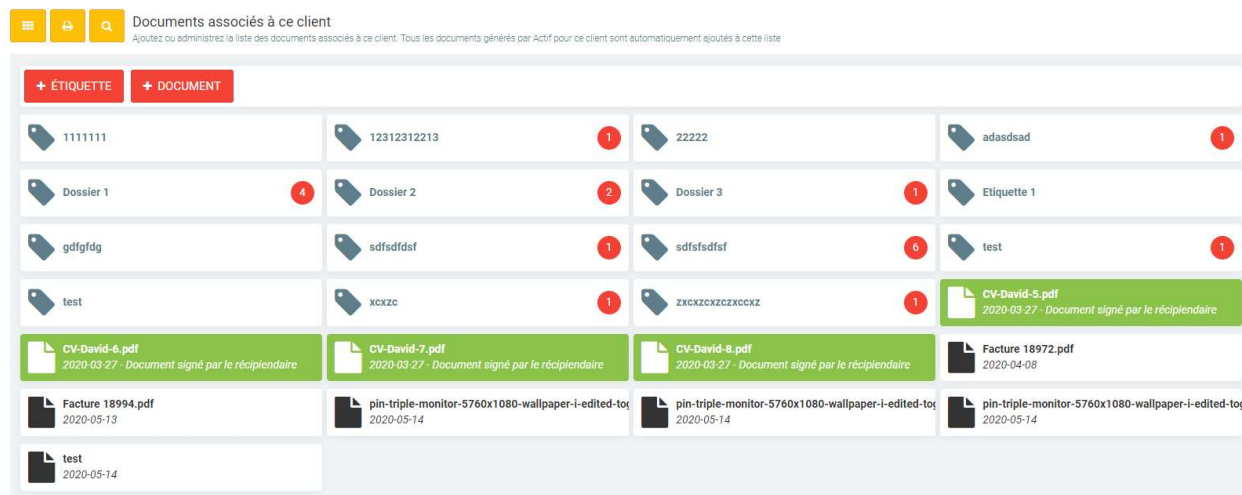 Documents associés à ce client
Ajoutez ou administrez la liste des documents associés à ce client. Tous les documents générés par Actif pour ce client sont automatiquement ajoutés à cette liste
+ ÉTIQUETTE + DOCUMENT
1111111 12312312213 1 22222 adasdsad 1
Dossier 1 4 Dossier 2 2 Dossier 3 1 Etiquette 1
gdfgfdg sdfsdfdsf 1 sdfsfsdfsf 6 test 1
test xcxzc 1 zxcxzcxzczxccxz 1 CV-David-5.pdf
2020-03-27 - Document signé par le récipiendaire
CV-David-6.pdf CV-David-7.pdf CV-David-8.pdf Facture 18972.pdf
2020-03-27 - Document signé par le récipiendaire 2020-03-27 - Document signé par le récipiendaire 2020-03-27 - Document signé par le récipiendaire 2020-04-08
Facture 18994.pdf pin-triple-monitor-5760x1080-wallpaper-i-edited-tog pin-triple-monitor-5760x1080-wallpaper-i-edited-tog pin-triple-monitor-5760x1080-wallpaper-i-edited-tog
2020-05-13 2020-05-14 2020-05-14 2020-05-14
test
2020-05-14